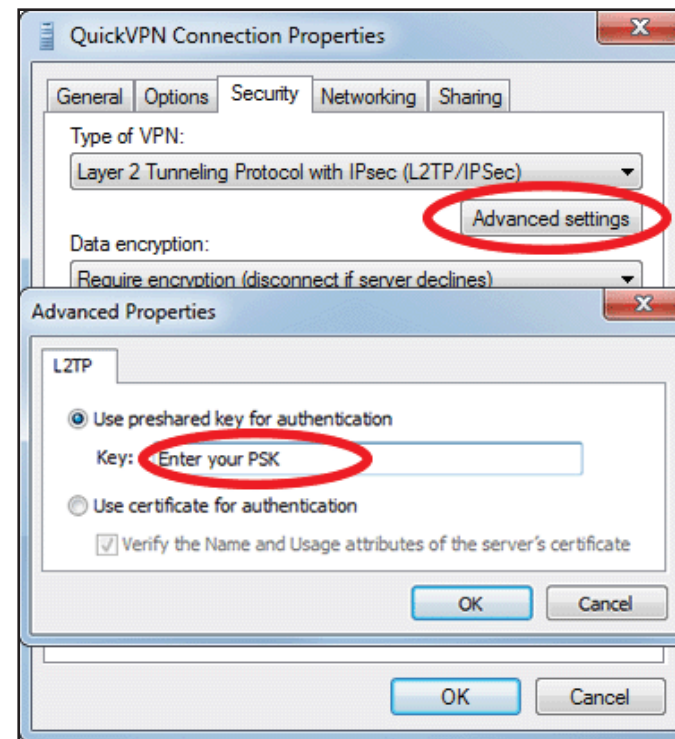 QuickVPN Connection Properties
General Options Security Networking Sharing
Type of VPN:
Layer 2 Tunneling Protocol with IPsec (L2TP/IPSec)
Advanced settings
Data encryption:
Require encryption (disconnect if server declines)
Advanced Properties
L2TP
Use preshared key for authentication
Key: Enter your PSK
Use certificate for authentication
Verify the Name and Usage attributes of the server's certificate
OK Cancel
OK Cancel